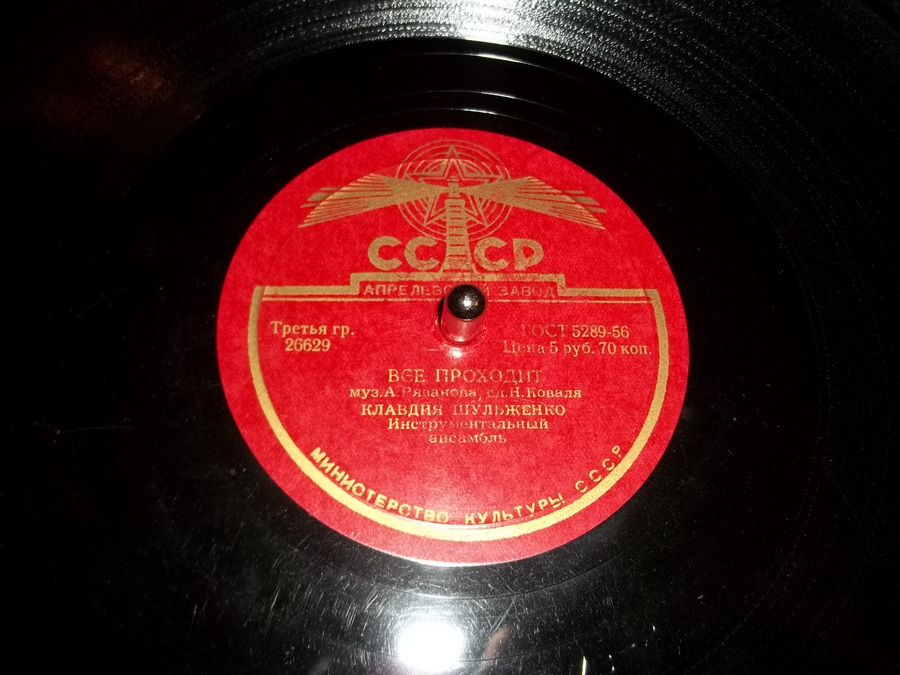 СССР
АПРЕЛЕВСКИЙ ЗАВОД
Третья гр.
26629
ГОСТ 5289-56
Цена 5 руб. 70 коп.
ВСЕ ПРОХОДИТ
муз. А. Рязанова, сл. Н. Коваля
КЛАВДИЯ ШУЛЬЖЕНКО
Инструментальный
ансамбль
МИНИСТЕРСТВО КУЛЬТУРЫ СССР